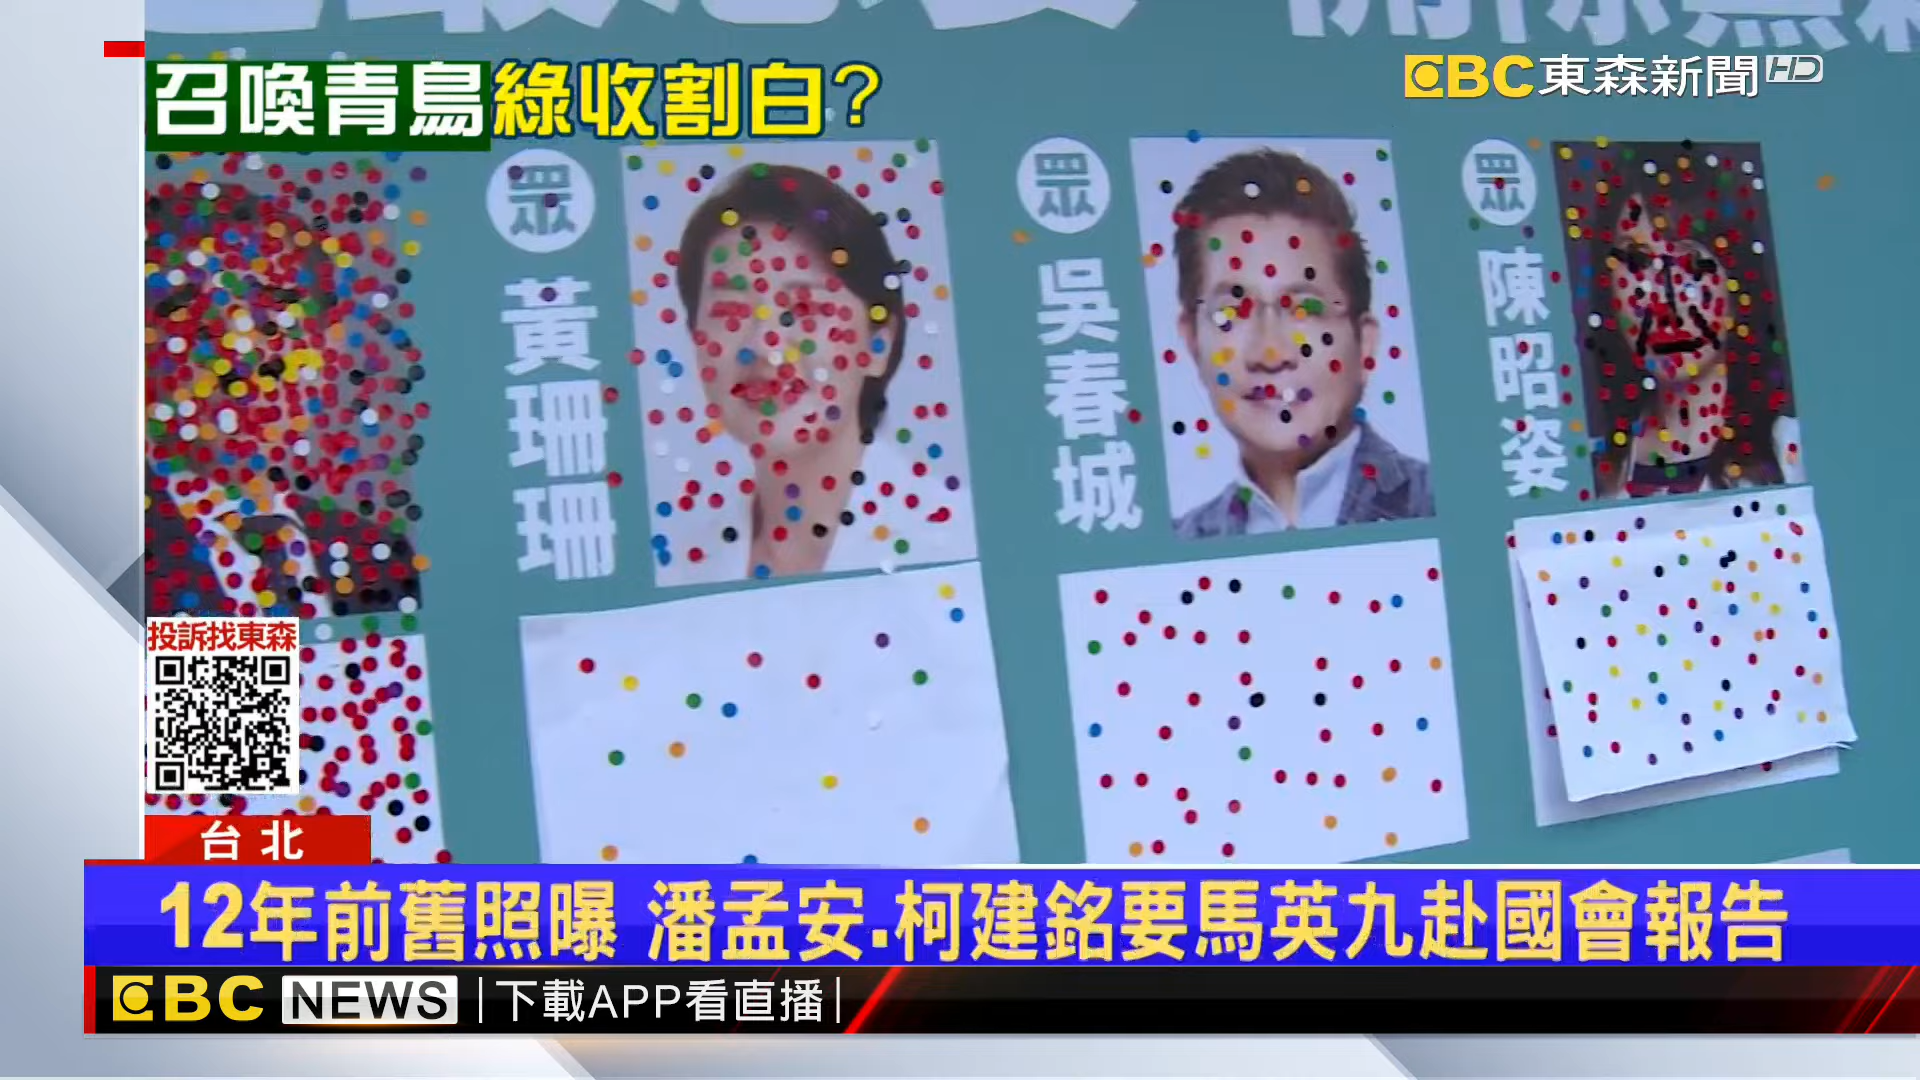 召喚青鳥綠收割白？
EBC東森新聞HD
眾
黃珊珊
眾
吳春城
眾
陳昭姿
投訴找東森
台北
12年前舊照曝 潘孟安.柯建銘要馬英九赴國會報告
EBC NEWS |下載APP看直播|